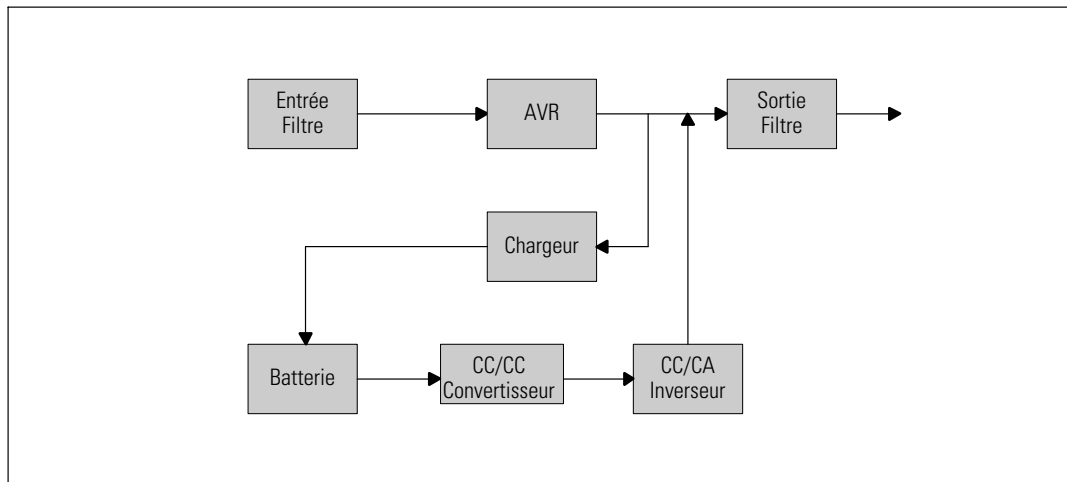 Entrée
Filtre
AVR
Sortie
Filtre
Chargeur
Batterie
CC/CC
Convertisseur
CC/CA
Inverseur